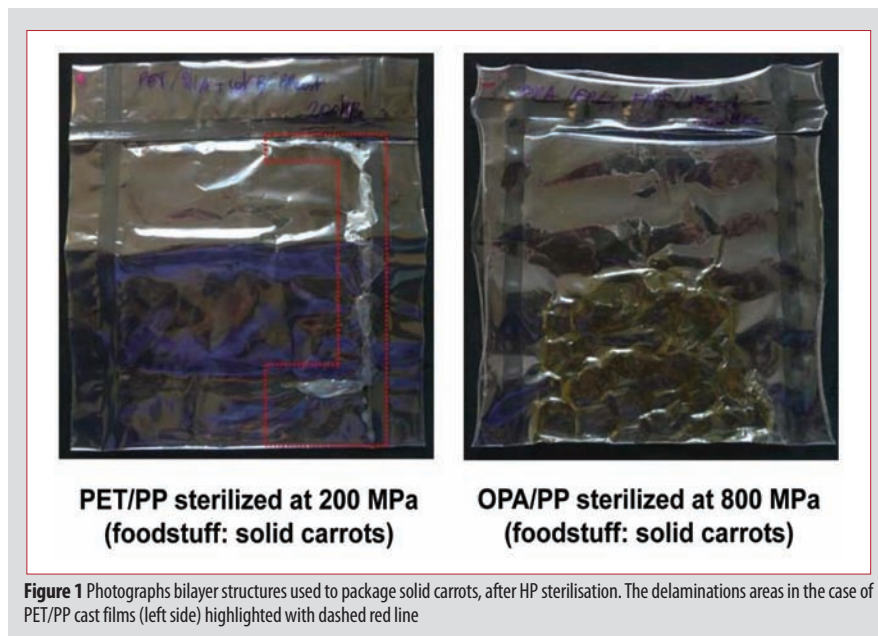 PET/PP sterilized at 200 MPa
(foodstuff: solid carrots)
OPA/PP sterilized at 800 MPa
(foodstuff: solid carrots)
Figure 1 Photographs bilayer structures used to package solid carrots, after HP sterilisation. The delaminations areas in the case of
PET/PP cast films (left side) highlighted with dashed red line